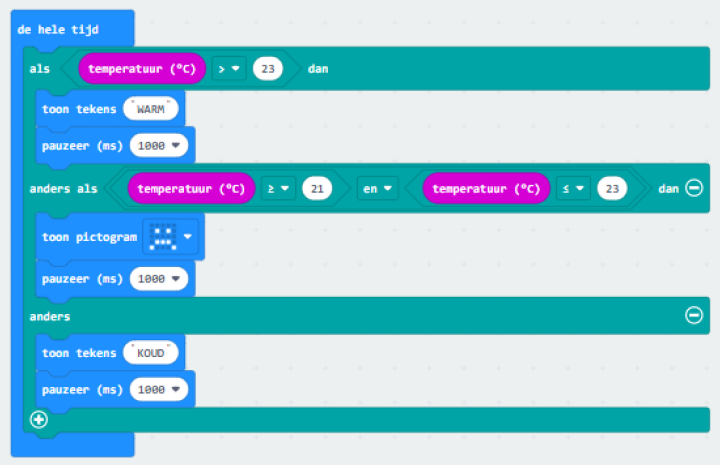 de hele tijd
als temperatuur (°C) > 23 dan
toon tekens "WARM"
pauzeer (ms) 1000
anders als temperatuur (°C) ≥ 21 en temperatuur (°C) ≤ 23 dan
toon pictogram
pauzeer (ms) 1000
anders
toon tekens "KOUD"
pauzeer (ms) 1000